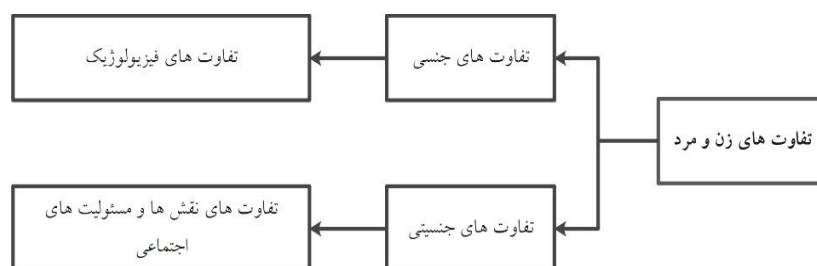 تفاوت های زن و مرد
تفاوت های جنسی
تفاوت های فیزیولوژیک
تفاوت های جنسیتی
تفاوت های نقش ها و مسئولیت های
اجتماعی